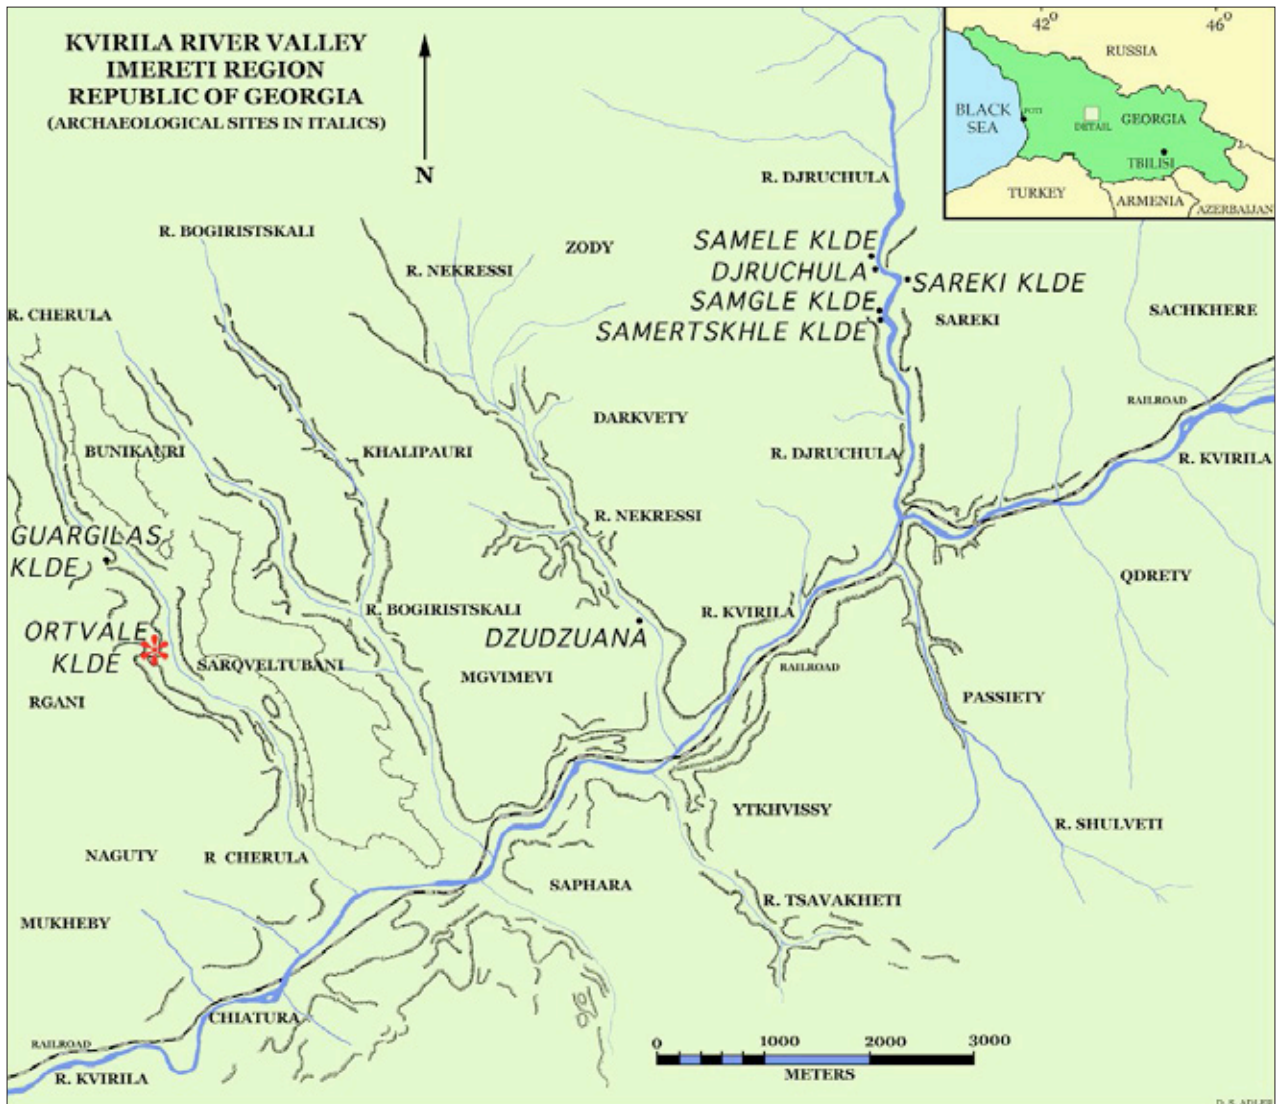 KVIRILA RIVER VALLEY
IMERETI REGION
REPUBLIC OF GEORGIA
(ARCHAEOLOGICAL SITES IN ITALICS)
N
42°
46°
RUSSIA
BLACK
SEA
POTI
DETAIL
GEORGIA
TBILISI
TURKEY
ARMENIA
AZERBAIJAN
R. DJRUCHULA
R. BOGIRISTSKALI
ZODY
SAMELE KLDE
R. NEKRESSI
DJRUCHULA
SAREKI KLDE
SAMGLE KLDE
R. CHERULA
SAREKI
SACHKHERE
SAMERTSKHLE KLDE
RAILROAD
DARKVETY
BUNIKAURI
KHALIPAURI
R. DJRUCHULA
R. KVIRILA
R. NEKRESSI
GUARGILAS
KLDE
QDRETY
R. BOGIRISTSKALI
R. KVIRILA
ORTVALE
KLDE
DZUDZUANA
SARQVELTUBANI
RAILROAD
MGVIMEVI
RGANI
PASSIETY
YTKHVISSY
R. SHULVETI
NAGUTY
R CHERULA
SAPHARA
R. TSAVAKHETI
MUKHEBY
CHIATURA
RAILROAD
R. KVIRILA
0 1000 2000 3000
METERS